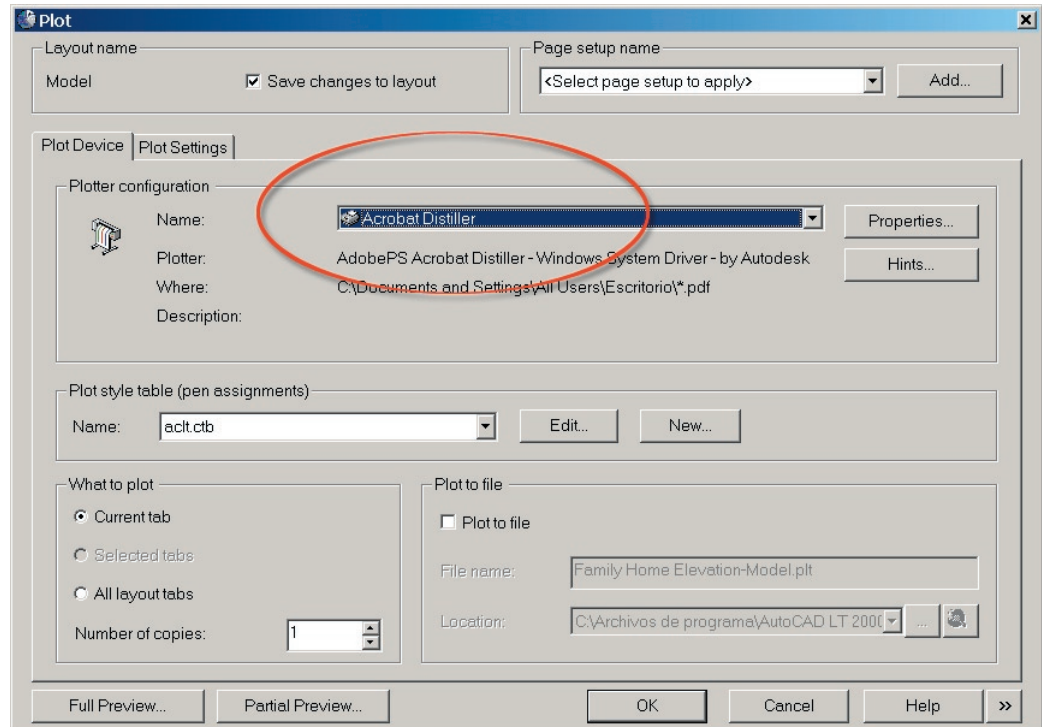 Plot
Layout name
Model
Save changes to layout
Page setup name
<Select page setup to apply>
Add...
Plot Device
Plot Settings
Plotter configuration
Name:
Acrobat Distiller
Properties...
Plotter:
AdobePS Acrobat Distiller - Windows System Driver - by Autodesk
Hints...
Where:
C:\Documents and Settings\All Users\Escritorio\*.pdf
Description:
Plot style table (pen assignments)
Name:
aclt.ctb
Edit...
New...
What to plot
Current tab
Selected tabs
All layout tabs
Number of copies:
1
Plot to file
Plot to file
File name:
Family Home Elevation-Model.plt
Location:
C:\Archivos de programa\AutoCAD LT 200
...
Full Preview...
Partial Preview...
OK
Cancel
Help
»